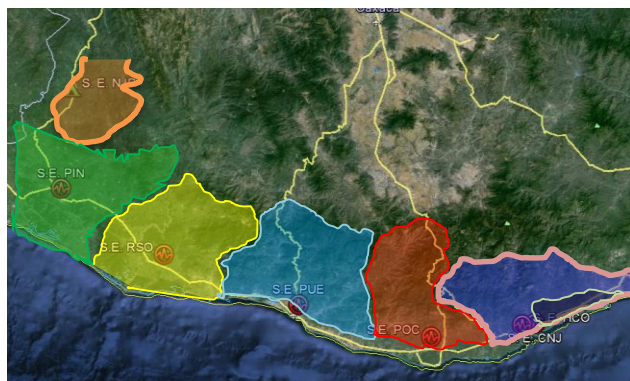 Oaxaca
S.E. N
S.E. PIN
S.E. RSO
S.E. PUE
S.E. POC
S.E. CNJ